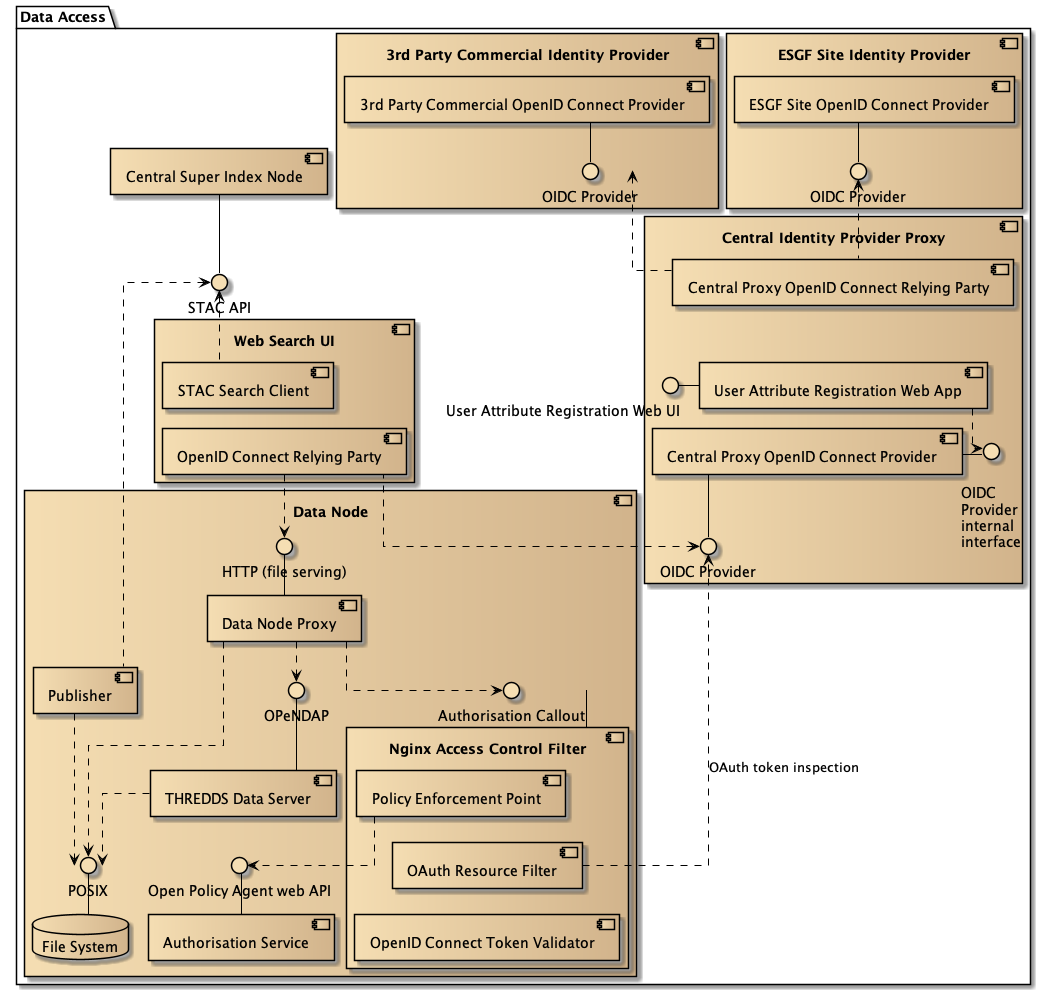 Data Access
3rd Party Commercial Identity Provider
3rd Party Commercial OpenID Connect Provider
OIDC Provider
ESGF Site Identity Provider
ESGF Site OpenID Connect Provider
OIDC Provider
Central Super Index Node
STAC API
Central Identity Provider Proxy
Central Proxy OpenID Connect Relying Party
User Attribute Registration Web App
User Attribute Registration Web UI
Central Proxy OpenID Connect Provider
OIDC
Provider
internal
interface
OIDC Provider
Web Search UI
STAC Search Client
OpenID Connect Relying Party
Data Node
HTTP (file serving)
Data Node Proxy
Publisher
OPeNDAP
Authorisation Callout
Nginx Access Control Filter
THREDDS Data Server
Policy Enforcement Point
OAuth token inspection
OAuth Resource Filter
POSIX
Open Policy Agent web API
File System
Authorisation Service
OpenID Connect Token Validator